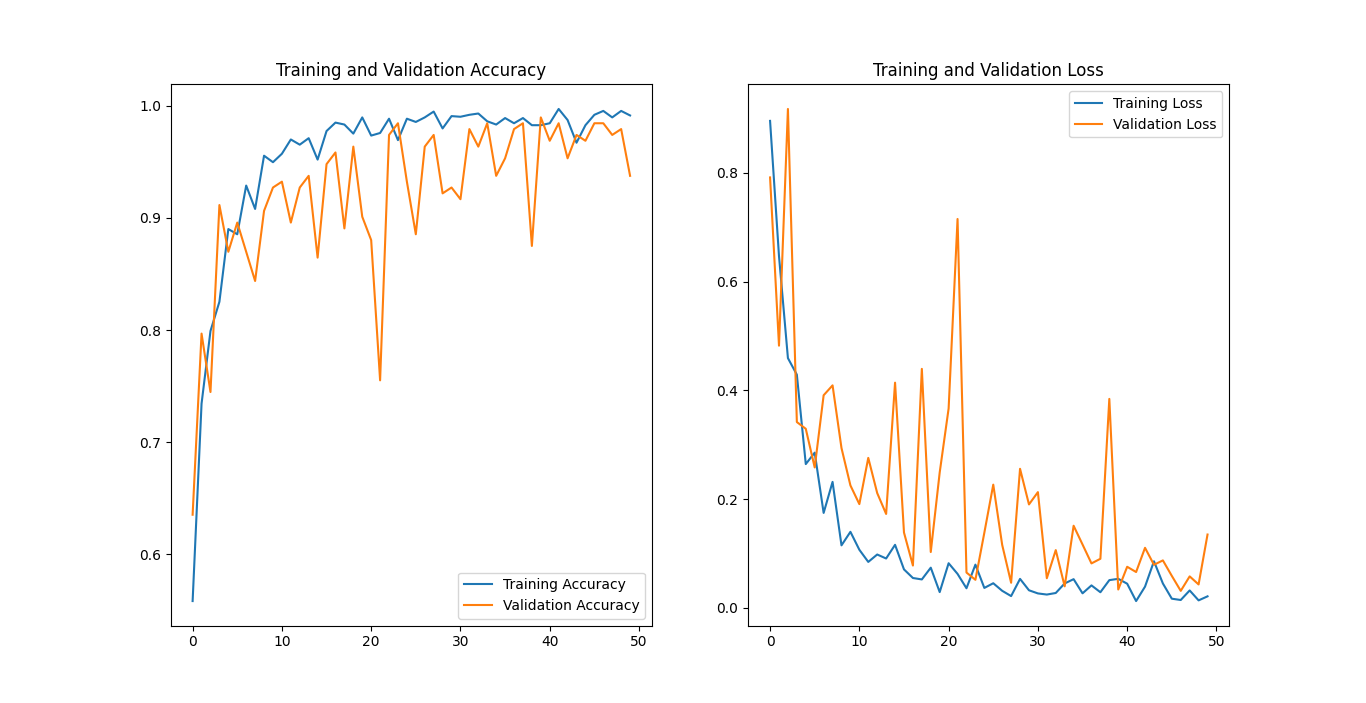 Training and Validation Accuracy
1.0
0.9
0.8
0.7
0.6
Training Accuracy
Validation Accuracy
0 10 20 30 40 50
Training and Validation Loss
Training Loss
Validation Loss
0.8
0.6
0.4
0.2
0.0
0 10 20 30 40 50